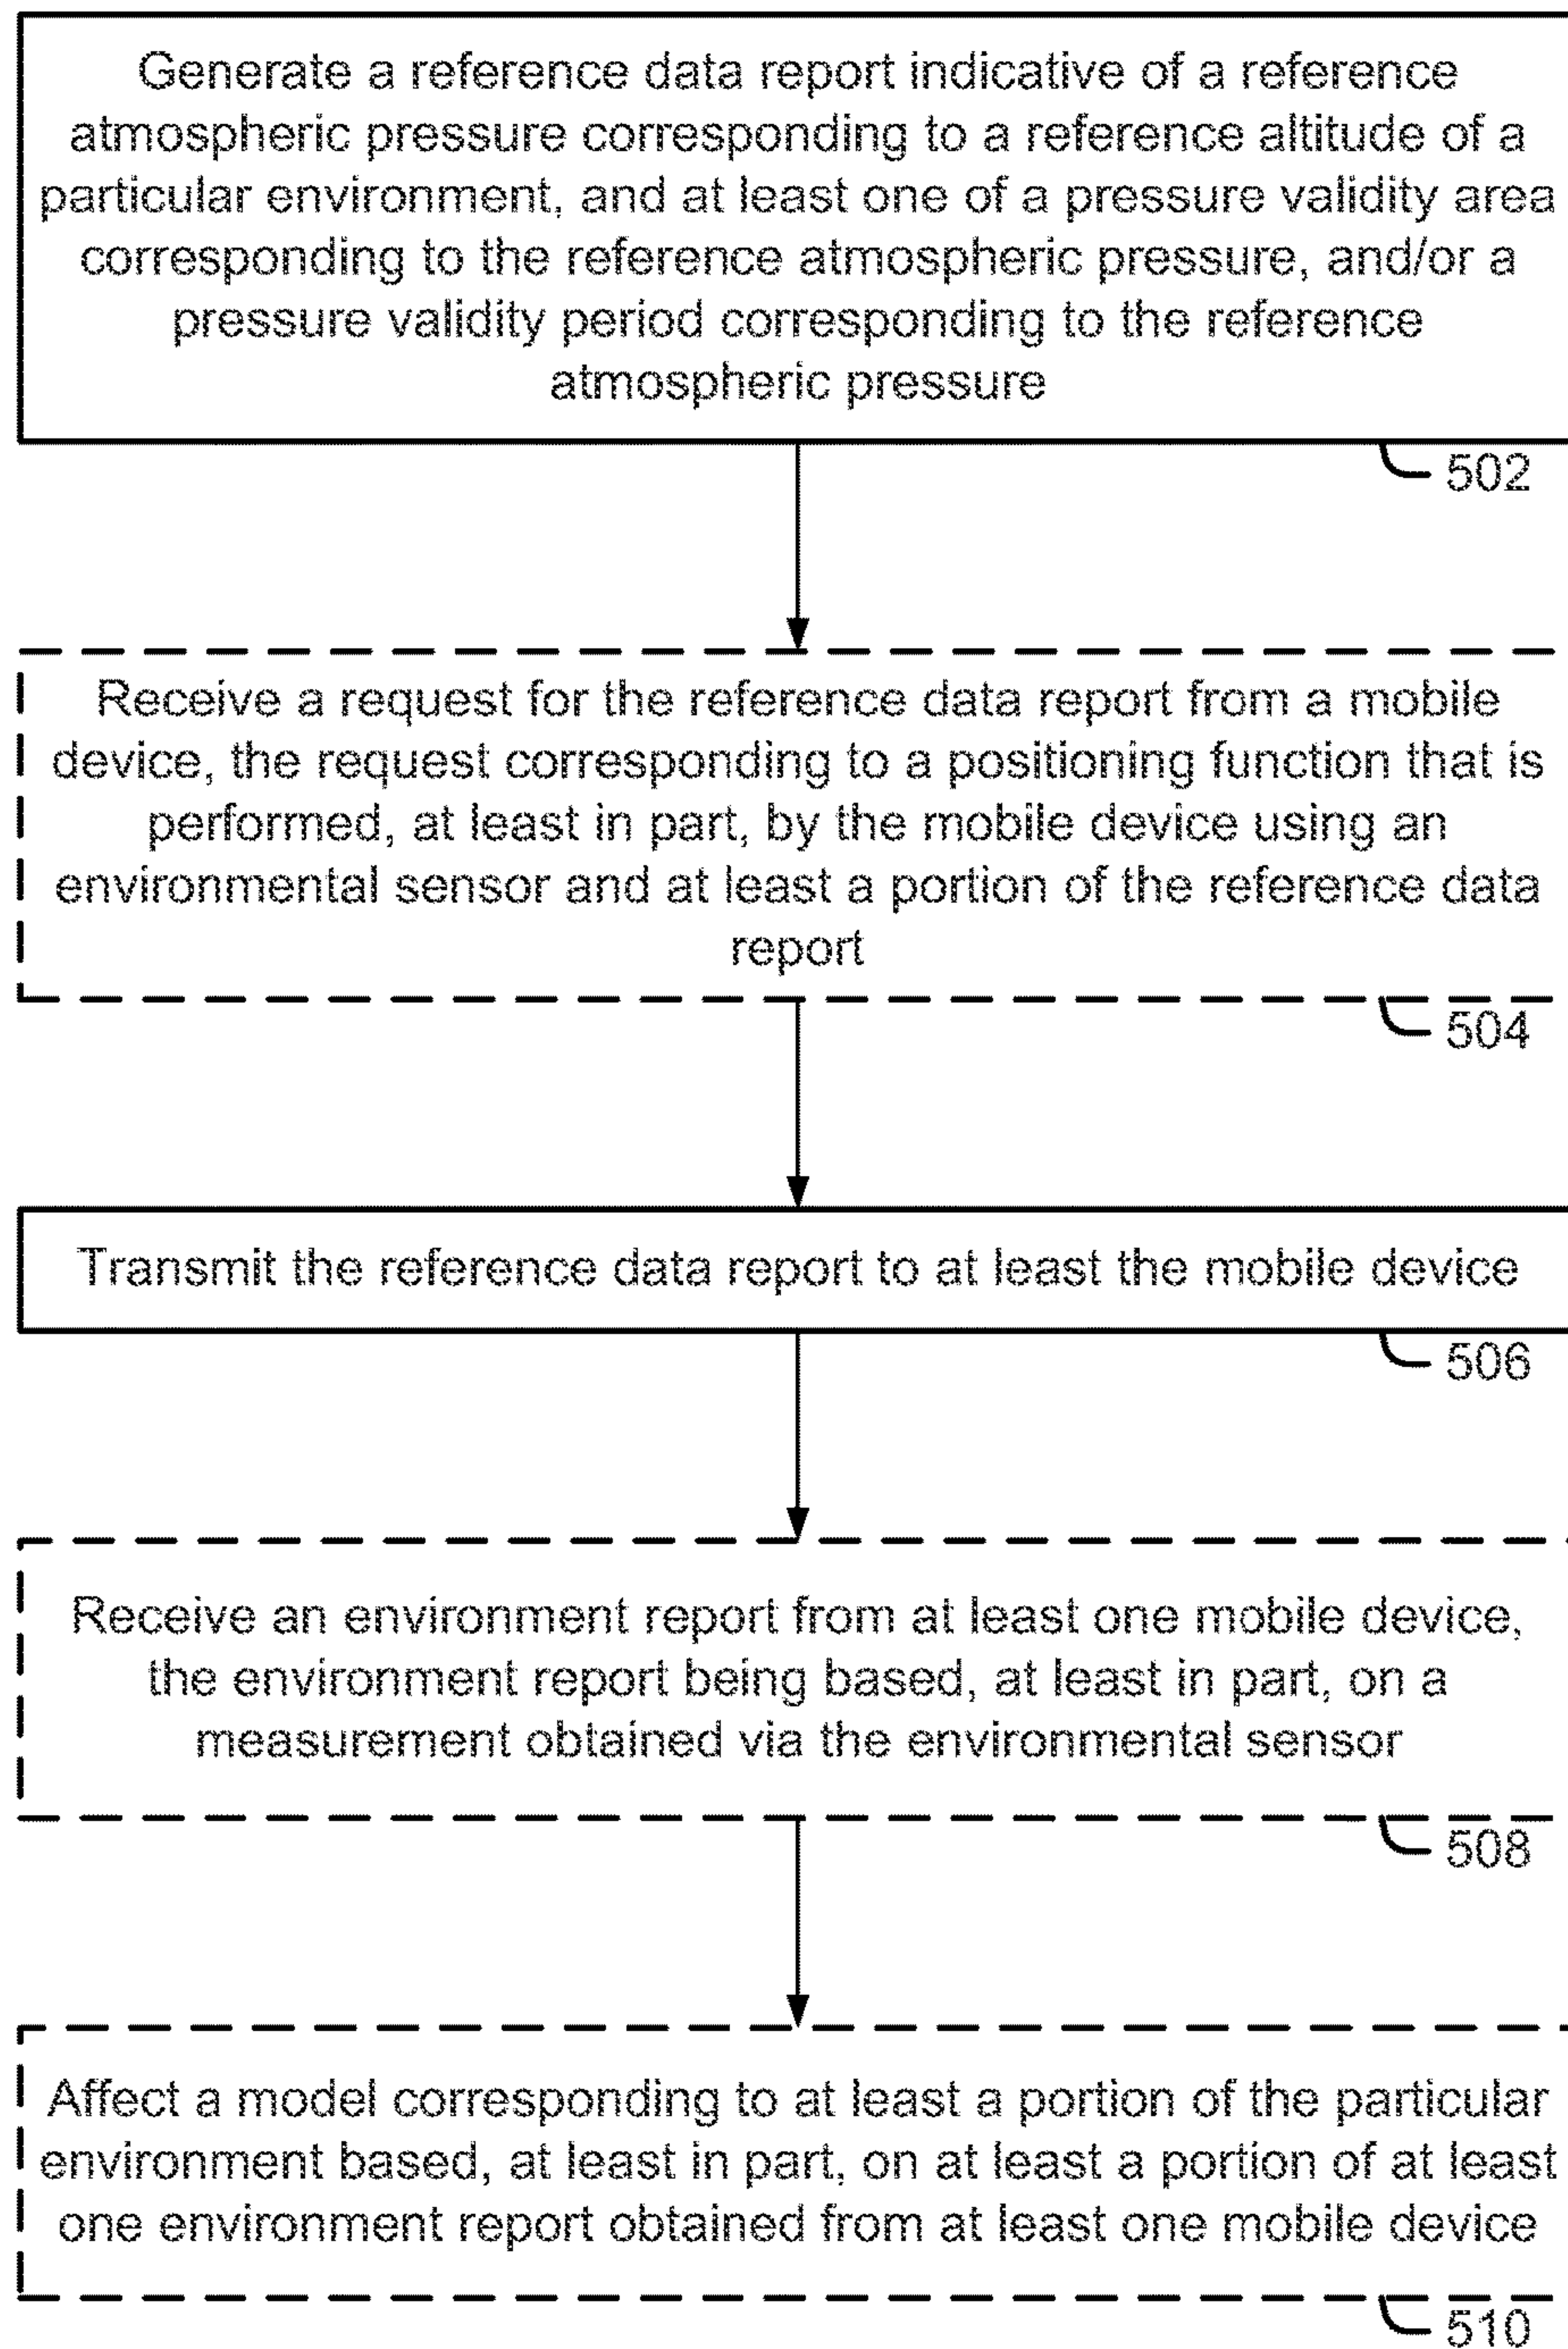 Generate a reference data report indicative of a reference
atmospheric pressure corresponding to a reference altitude of a
particular environment, and at least one of a pressure validity area
corresponding to the reference atmospheric pressure, and/or a
pressure validity period corresponding to the reference
atmospheric pressure
502
Receive a request for the reference data report from a mobile
device, the request corresponding to a positioning function that is
performed, at least in part, by the mobile device using an
environmental sensor and at least a portion of the reference data
report
504
Transmit the reference data report to at least the mobile device
506
Receive an environment report from at least one mobile device,
the environment report being based, at least in part, on a
measurement obtained via the environmental sensor
508
Affect a model corresponding to at least a portion of the particular
environment based, at least in part, on at least a portion of at least
one environment report obtained from at least one mobile device
510